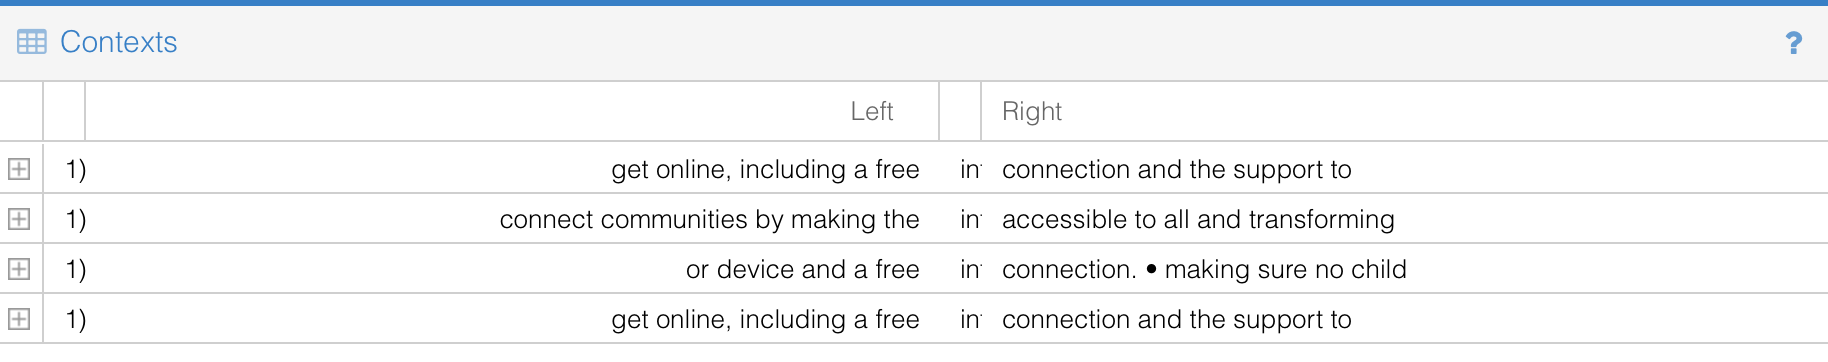 Contexts ?
Left Right
1) get online, including a free in connection and the support to
1) connect communities by making the in accessible to all and transforming
1) or device and a free in connection. • making sure no child
1) get online, including a free in connection and the support to